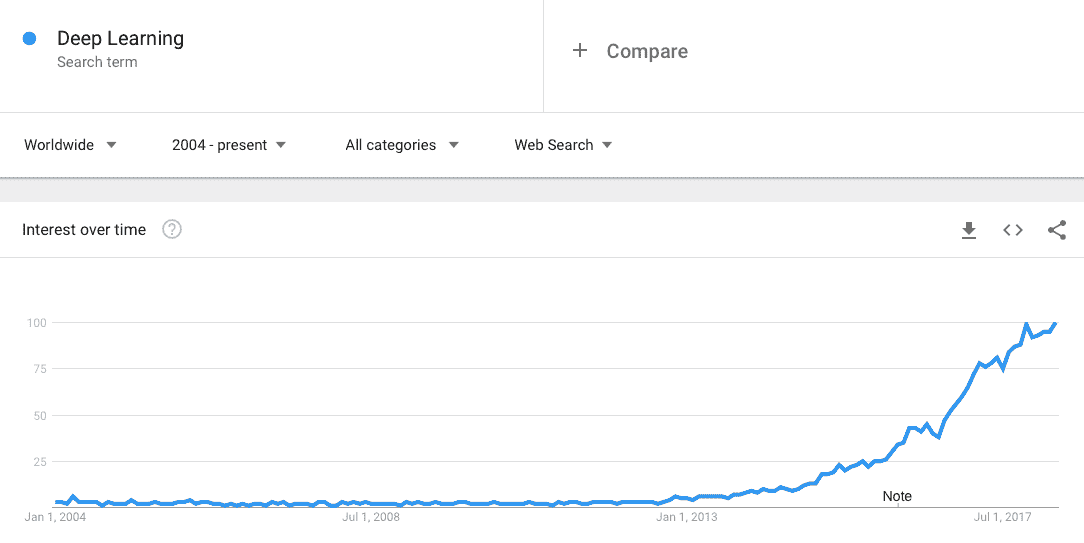 Deep Learning
Search term
+ Compare
Worldwide 2004 - present All categories Web Search
Interest over time ?
100
75
50
25
Note
Jan 1, 2004 Jul 1, 2008 Jan 1, 2013 Jul 1, 2017